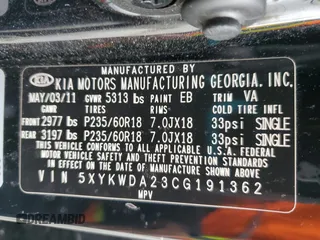 MANUFACTURED BY
KIA KIA MOTORS MANUFACTURING GEORGIA. INC.
MAY/03/11 GVWR 5313 lbs PAINT EB TRIM VA
GAWR TIRES RIMS: COLD TIRE INFL
FRONT 2977 lbs P235/60R18 7.0JX18 33psi SINGLE
REAR 3197 lbs P235/60R18 7.0JX18 33psi SINGLE
THIS VEHICLE CONFORMS TO ALL APPLICABLE U.S.A. FEDERAL
MOTOR VEHICLE SAFETY AND THEFT PREVENTION STANDARDS IN
EFFECT ON THE DATE OF MANUFACTURE SHOWN ABOVE
VIN 5XYKWDA23CG191362
MPV
DREAMBID